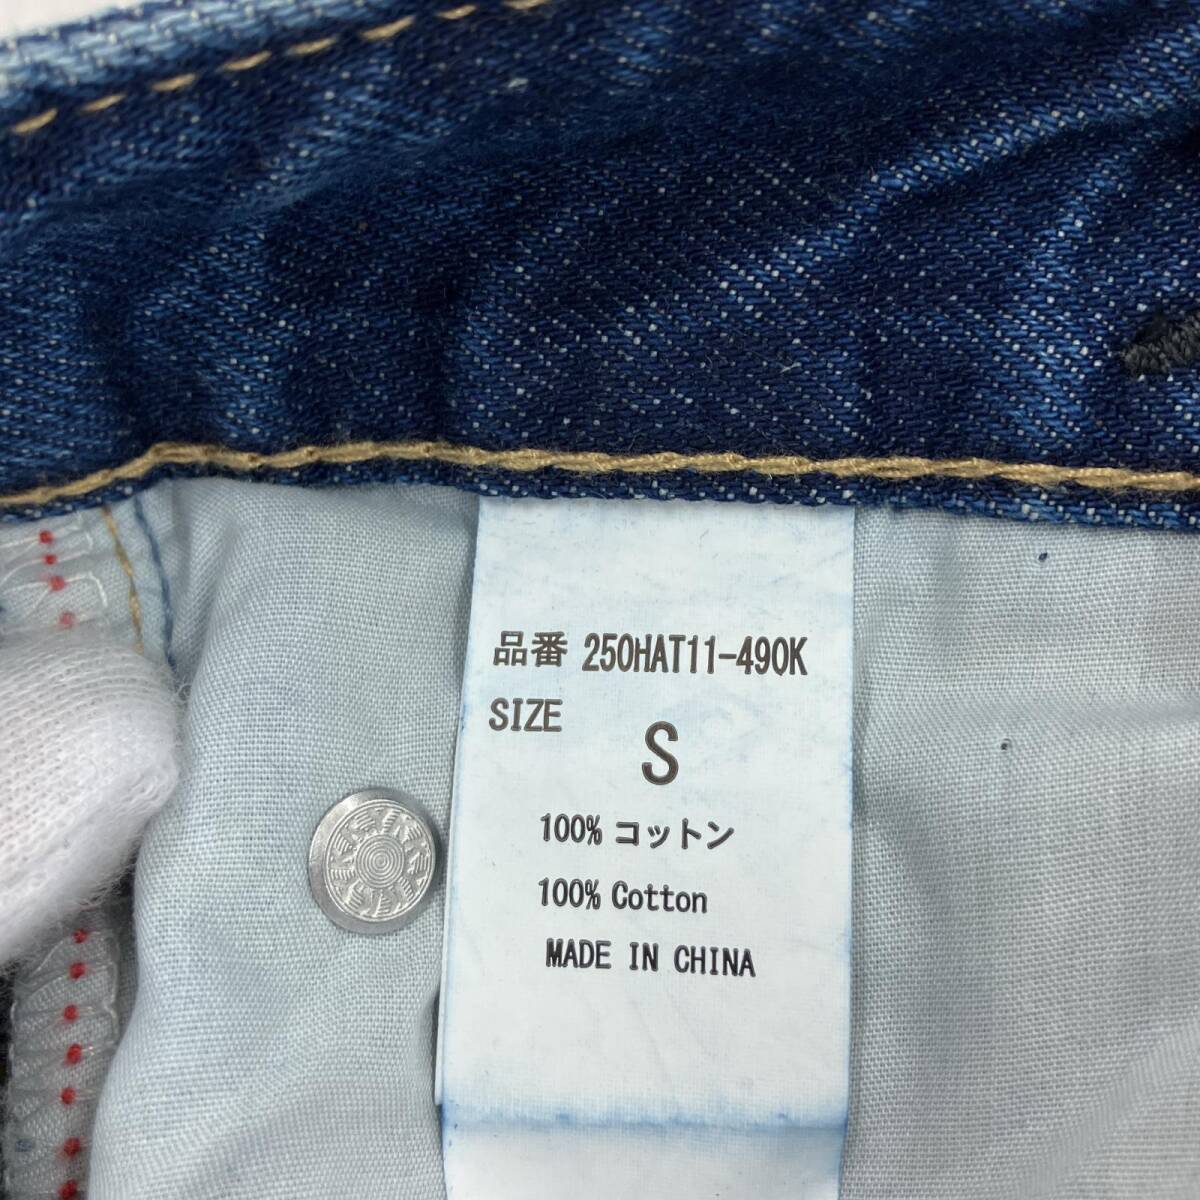 品番 250HAT11-490K
SIZE
S
100% コットン
100% Cotton
MADE IN CHINA